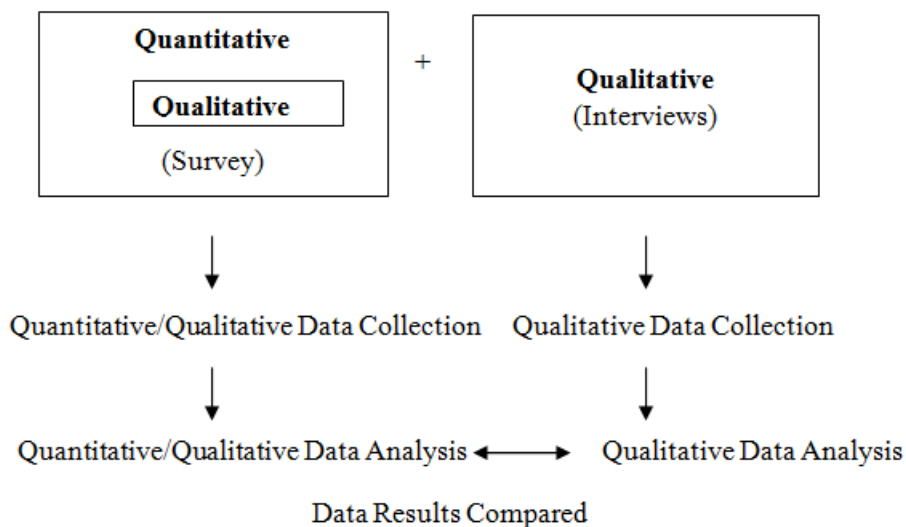 Quantitative
Qualitative
(Survey)
+
Qualitative
(Interviews)
Quantitative/Qualitative Data Collection
Qualitative Data Collection
Quantitative/Qualitative Data Analysis
Qualitative Data Analysis
Data Results Compared